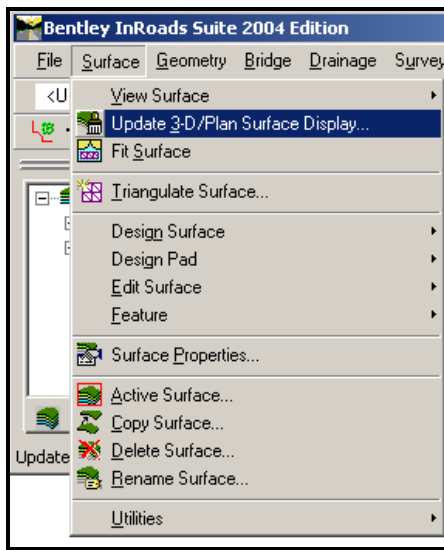 Bentley InRoads Suite 2004 Edition
File Surface Geometry Bridge Drainage Survey
<U
View Surface
Update 3-D/Plan Surface Display...
Fit Surface
Triangulate Surface...
Design Surface
Design Pad
Edit Surface
Feature
Surface Properties...
Active Surface...
Copy Surface...
Delete Surface...
Update
Rename Surface...
Utilities